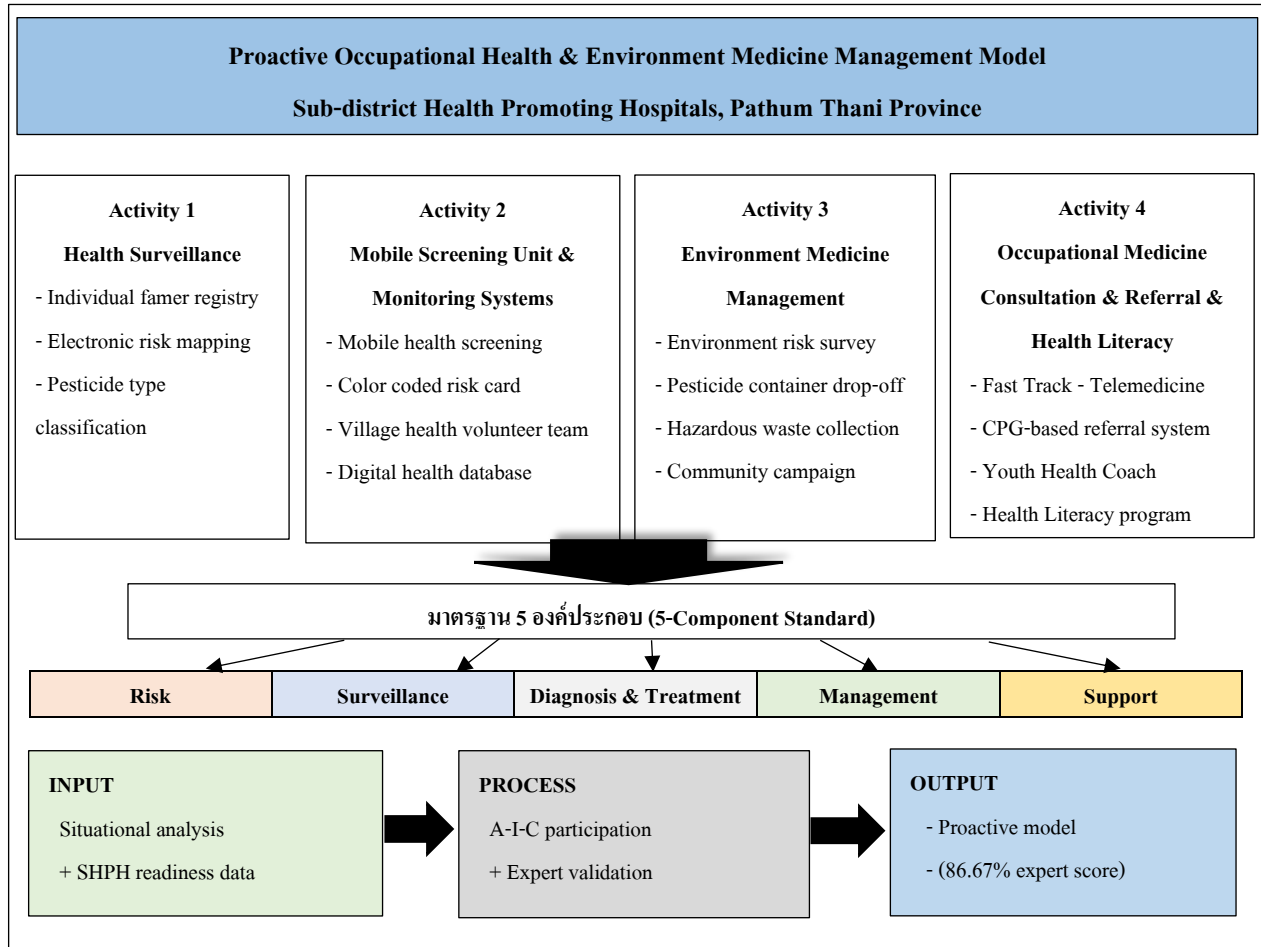 Proactive Occupational Health & Environment Medicine Management Model
Sub-district Health Promoting Hospitals, Pathum Thani Province
Activity 1
Health Surveillance
- Individual famer registry
- Electronic risk mapping
- Pesticide type
classification
Activity 2
Mobile Screening Unit &
Monitoring Systems
- Mobile health screening
- Color coded risk card
- Village health volunteer team
- Digital health database
Activity 3
Environment Medicine
Management
- Environment risk survey
- Pesticide container drop-off
- Hazardous waste collection
- Community campaign
Activity 4
Occupational Medicine
Consultation & Referral &
Health Literacy
- Fast Track - Telemedicine
- CPG-based referral system
- Youth Health Coach
- Health Literacy program
มาตรฐาน 5 องค์ประกอบ (5-Component Standard)
Risk
Surveillance
Diagnosis & Treatment
Management
Support
INPUT
Situational analysis
+ SHPH readiness data
PROCESS
A-I-C participation
+ Expert validation
OUTPUT
- Proactive model
- (86.67% expert score)